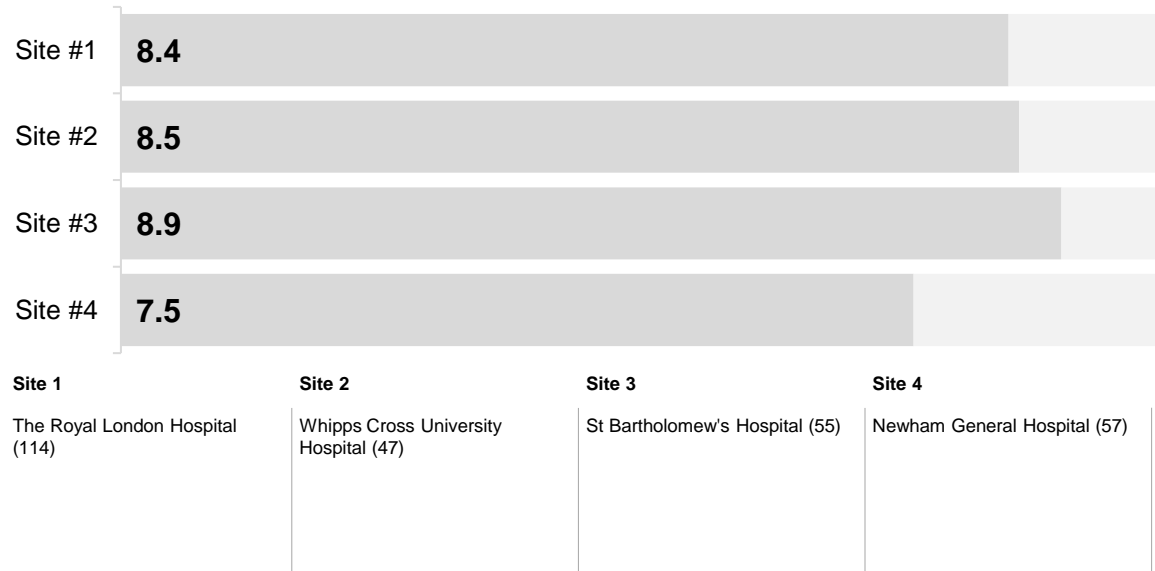 Site #1 8.4
Site #2 8.5
Site #3 8.9
Site #4 7.5
Site 1
The Royal London Hospital
(114)
Site 2
Whipps Cross University
Hospital (47)
Site 3
St Bartholomew's Hospital (55)
Site 4
Newham General Hospital (57)